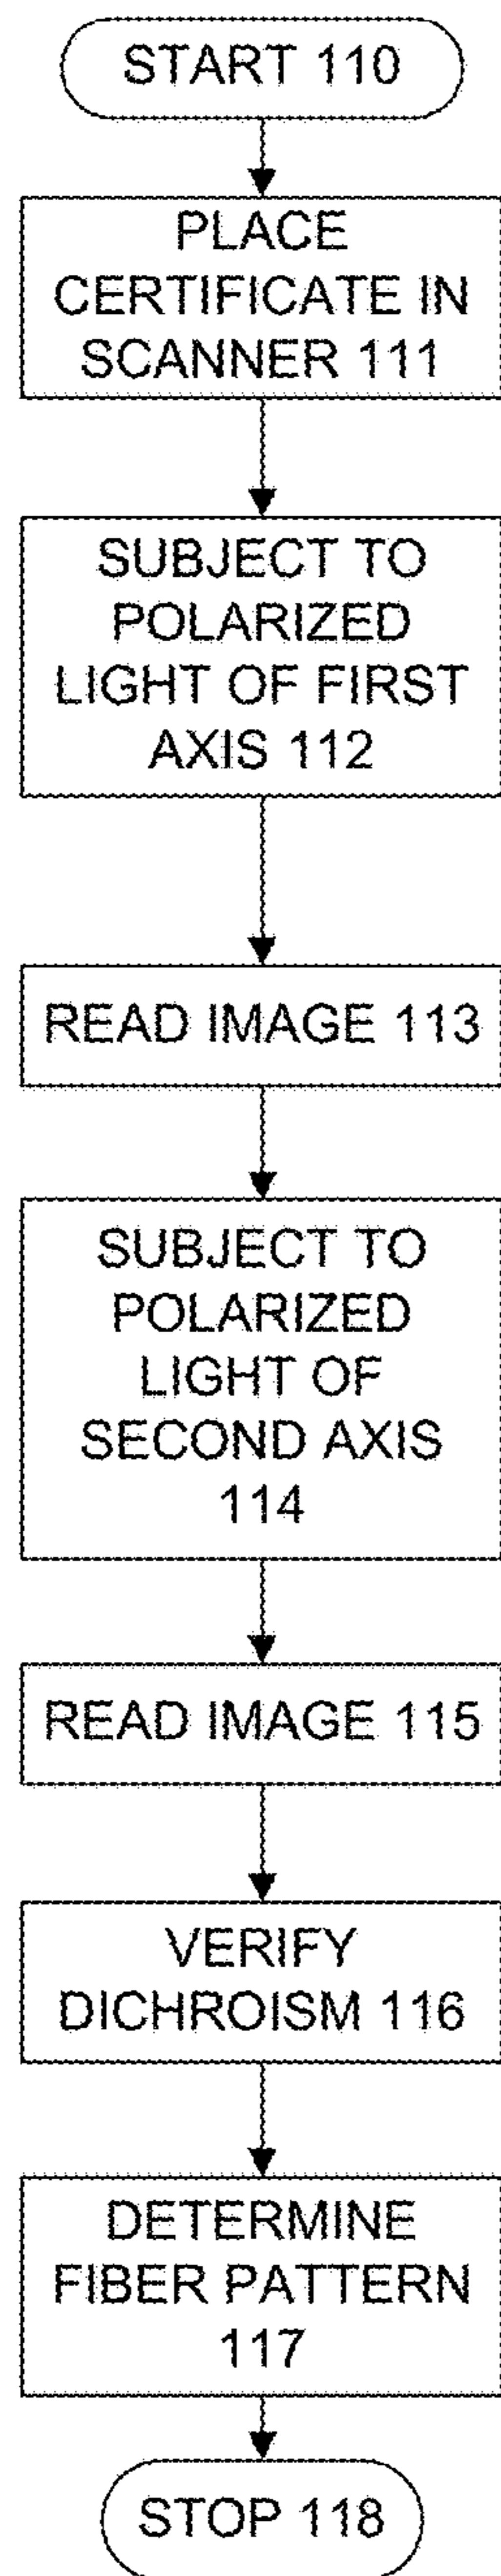 START 110
PLACE
CERTIFICATE IN
SCANNER 111
SUBJECT TO
POLARIZED
LIGHT OF FIRST
AXIS 112
READ IMAGE 113
SUBJECT TO
POLARIZED
LIGHT OF
SECOND AXIS
114
READ IMAGE 115
VERIFY
DICHROISM 116
DETERMINE
FIBER PATTERN
117
STOP 118